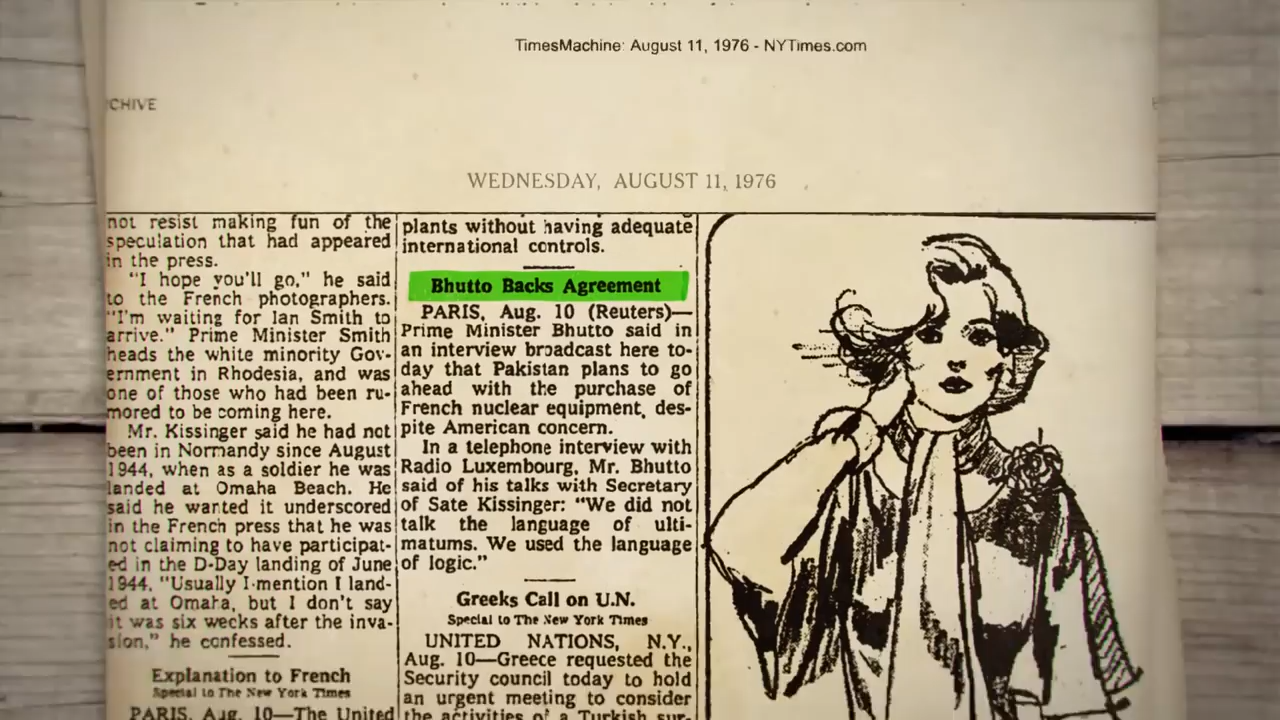 TimesMachine: August 11, 1976 - NYTimes.com
CHIVE
WEDNESDAY, AUGUST 11, 1976
not resist making fun of the
speculation that had appeared
in the press.
"I hope you'll go," he said
to the French photographers.
"I'm waiting for Ian Smith to
arrive." Prime Minister Smith
heads the white minority Gov-
ernment in Rhodesia, and was
one of those who had been ru-
mored to be coming here.
Mr. Kissinger said he had not
been in Normandy since August
1944, when as a soldier he was
landed at Omaha Beach. He
said he wanted it underscored
in the French press that he was
not claiming to have participat-
ed in the D-Day landing of June
1944. "Usually I mention I land-
ed at Omaha, but I don't say
it was six weeks after the inva-
sion," he confessed.
Explanation to French
Special to The New York Times
PARIS, Aug. 10—The United
plants without having adequate
international controls.
Bhutto Backs Agreement
PARIS, Aug. 10 (Reuters)—
Prime Minister Bhutto said in
an interview broadcast here to-
day that Pakistan plans to go
ahead with the purchase of
French nuclear equipment, des-
pite American concern.
In a telephone interview with
Radio Luxembourg, Mr. Bhutto
said of his talks with Secretary
of Sate Kissinger: "We did not
talk the language of ulti-
matums. We used the language
of logic."
Greeks Call on U.N.
Special to The New York Times
UNITED NATIONS, N.Y.,
Aug. 10—Greece requested the
Security council today to hold
an urgent meeting to consider
the activities of a Turkish sur-